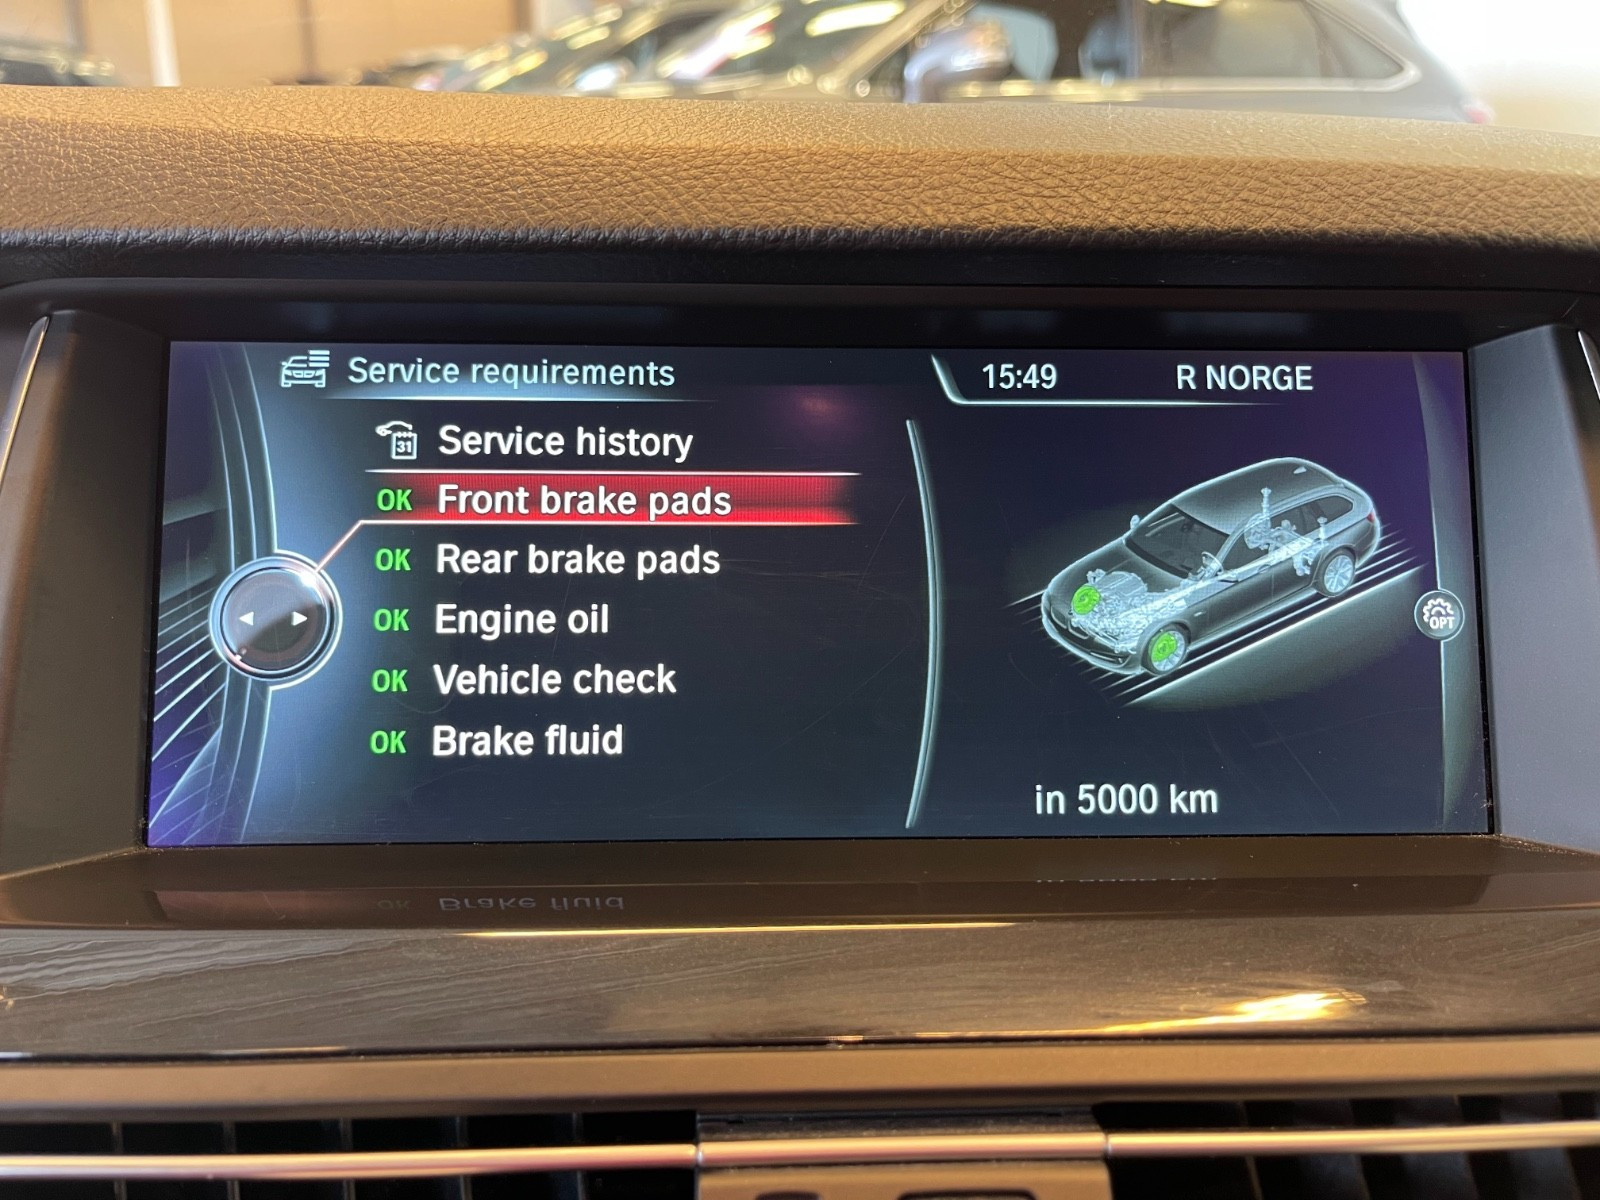 Service requirements
15:49 R NORGE
31 Service history
OK Front brake pads
OK Rear brake pads
OK Engine oil
OK Vehicle check
OK Brake fluid
OPT
in 5000 km